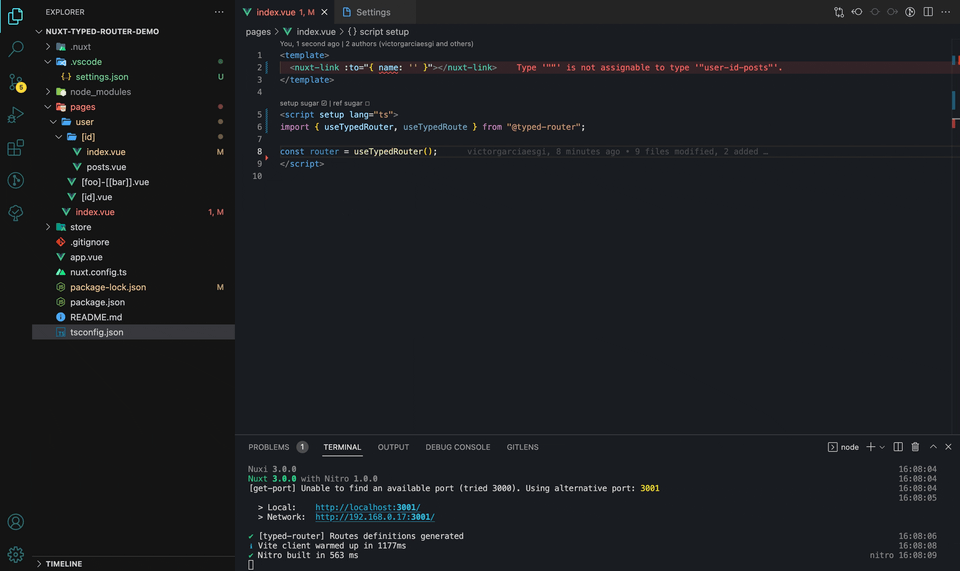 EXPLORER
NUXT-TYPED-ROUTER-DEMO
.nuxt
.vscode
{} settings.json U
node_modules
pages
user
[id]
index.vue M
posts.vue
[foo]-[[bar]].vue
[id].vue
index.vue 1, M
store
.gitignore
app.vue
nuxt.config.ts
package-lock.json M
package.json
README.md
tsconfig.json
TIMELINE
5
index.vue 1, M
Settings
pages > index.vue > {} script setup
You, 1 second ago | 2 authors (victorgarciaesgi and others)
1 <template>
2 <nuxt-link :to="{ name: '' }"></nuxt-link> Type '""' is not assignable to type '"user-id-posts"'.
3 </template>
4
setup sugar ☑ | ref sugar ☐
5 <script setup lang="ts">
6 import { useTypedRouter, useTypedRoute } from "@typed-router";
7
8 const router = useTypedRouter(); victorgarciaesgi, 8 minutes ago • 9 files modified, 2 added …
9 </script>
10
PROBLEMS 1 TERMINAL OUTPUT DEBUG CONSOLE GITLENS node
Nuxi 3.0.0 16:08:04
Nuxt 3.0.0 with Nitro 1.0.0 16:08:04
[get-port] Unable to find an available port (tried 3000). Using alternative port: 3001 16:08:04
16:08:05
> Local: http://localhost:3001/
> Network: http://192.168.0.17:3001/
✔ [typed-router] Routes definitions generated 16:08:06
ℹ Vite client warmed up in 1177ms 16:08:08
✔ Nitro built in 563 ms nitro 16:08:09